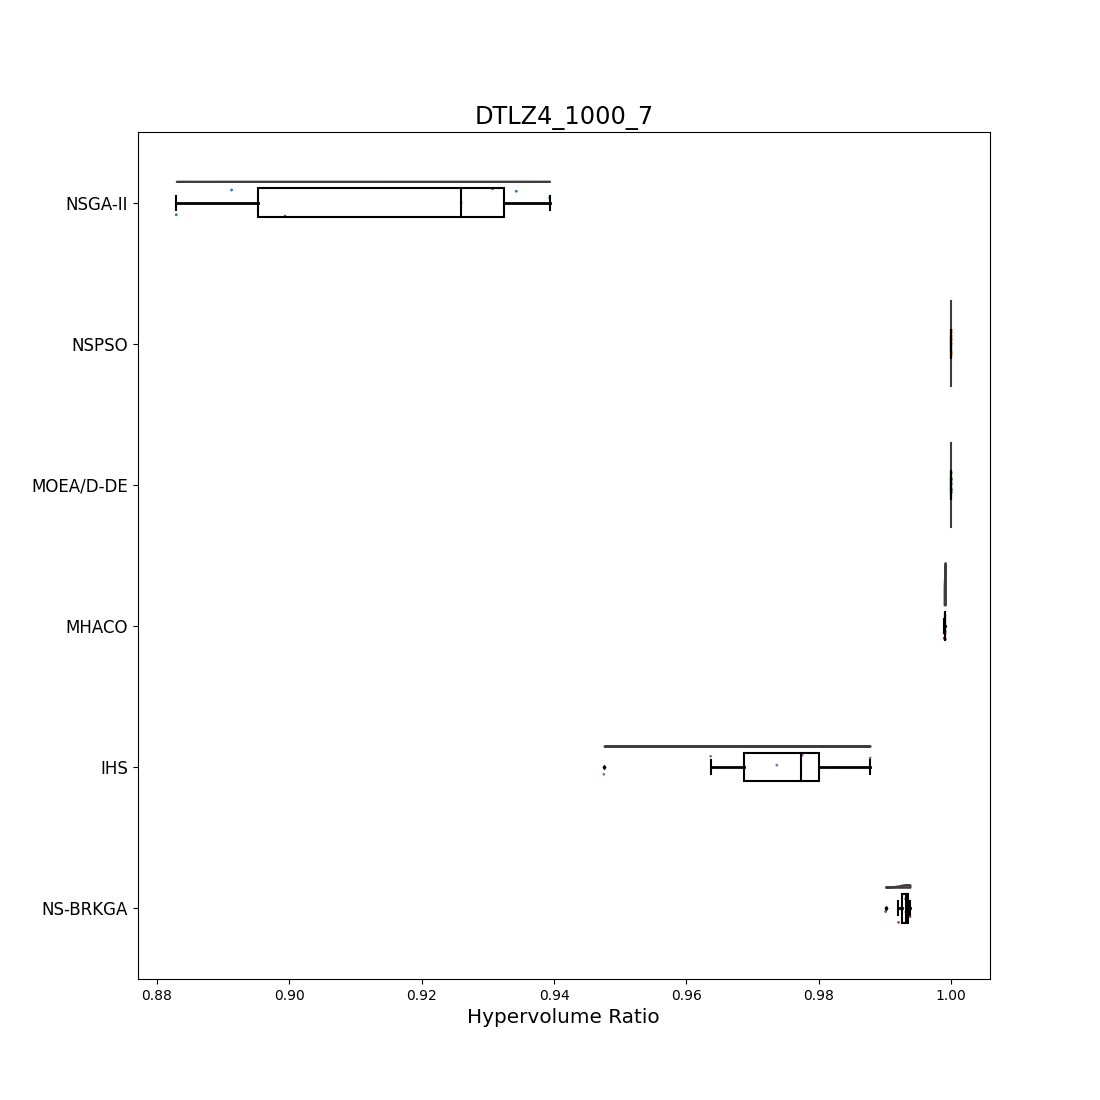 DTLZ4_1000_7
NSGA-II
NSPSO
MOEA/D-DE
MHACO
IHS
NS-BRKGA
0.88 0.90 0.92 0.94 0.96 0.98 1.00
Hypervolume Ratio